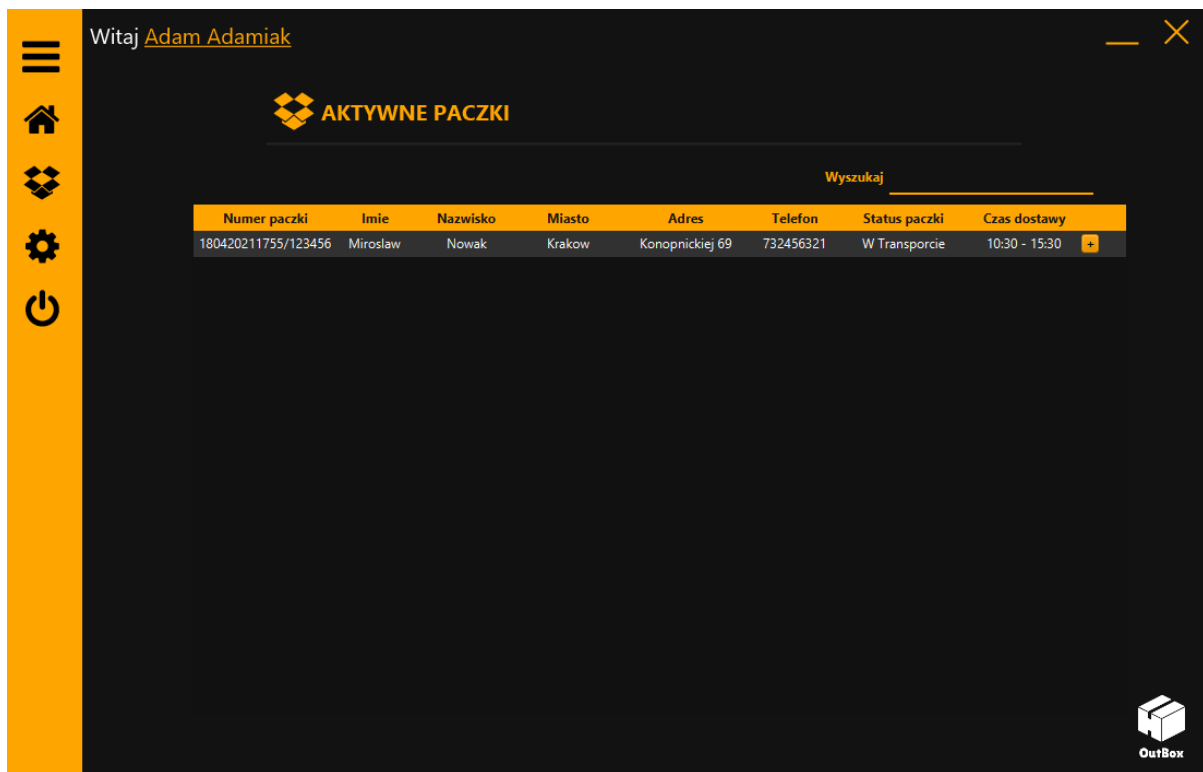 Witaj Adam Adamiak
AKTYWNE PACZKI
Wyszukaj
Numer paczki Imie Nazwisko Miasto Adres Telefon Status paczki Czas dostawy
180420211755/123456 Miroslaw Nowak Krakow Konopnickiej 69 732456321 W Transporcie 10:30 - 15:30 +
OutBox